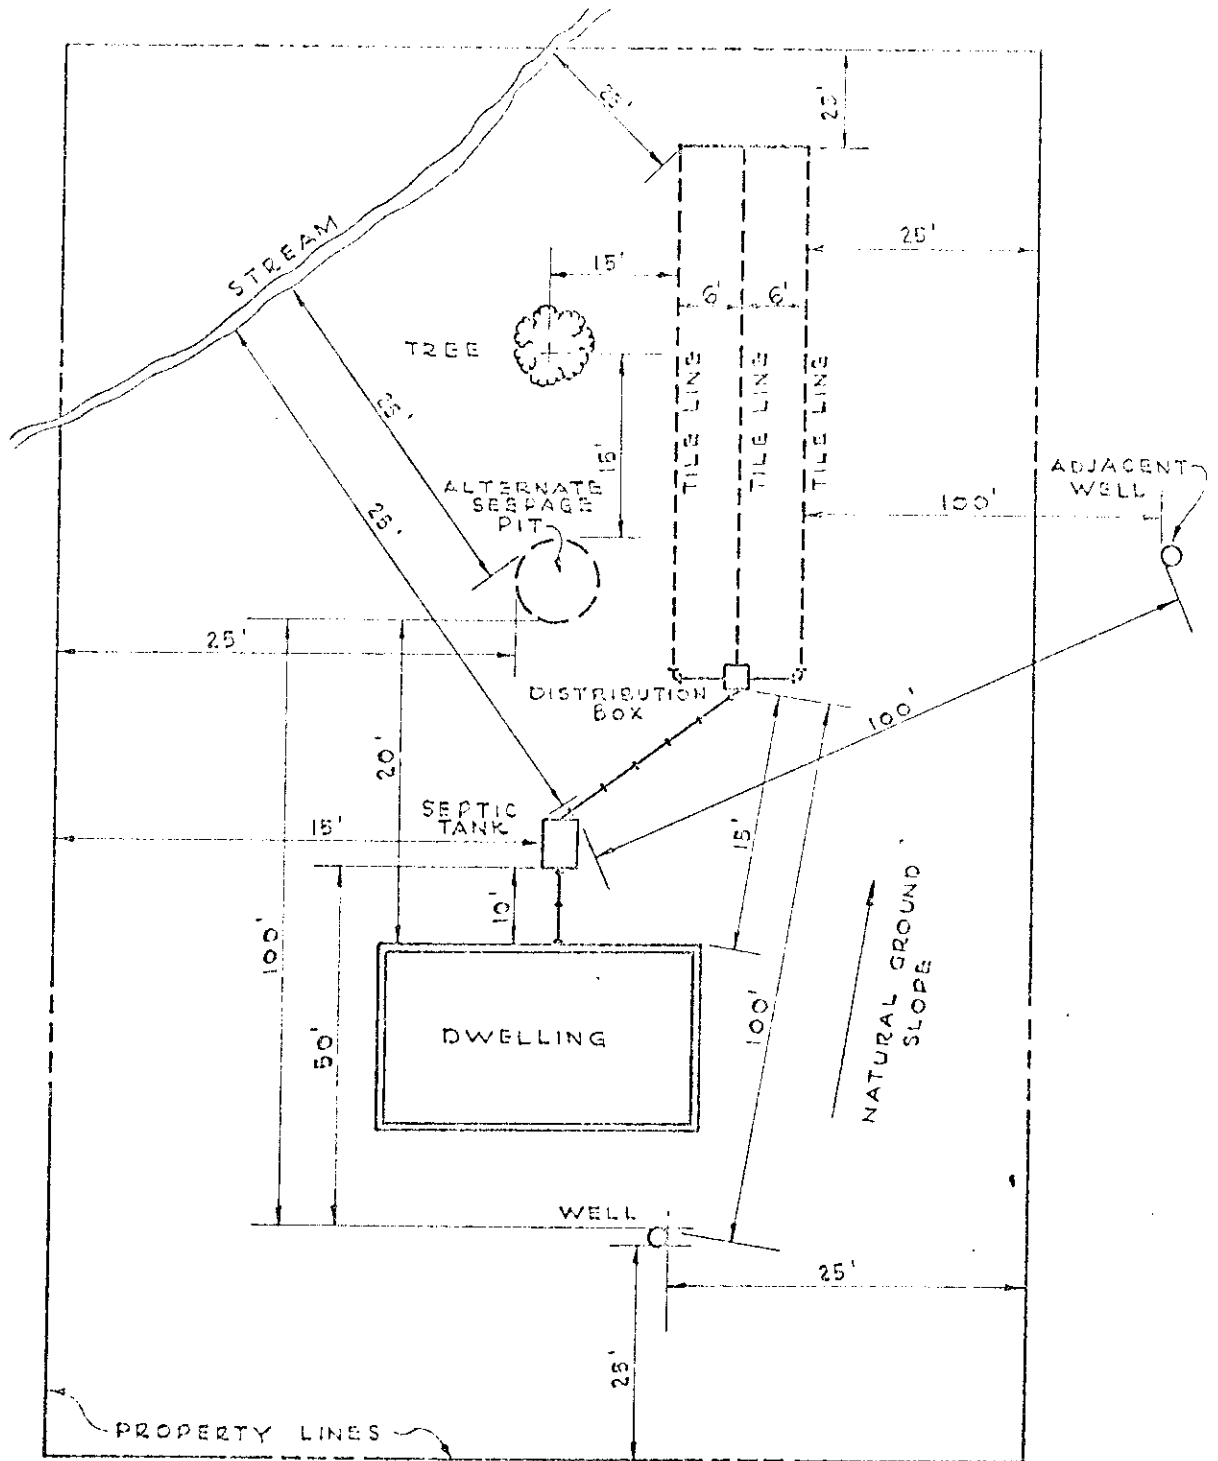 25'
25'
STREAM
25'
15'
6' 6'
TREE
TILE LINE
TILE LINE
TILE LINE
25'
15'
ADJACENT
WELL
ALTERNATE
SEEPAGE
PIT
100'
25'
25'
DISTRIBUTION
BOX
100'
20'
SEPTIC
TANK
15'
15'
10'
100'
50'
DWELLING
100'
NATURAL GROUND
SLOPE
WELL
25'
25'
PROPERTY LINES